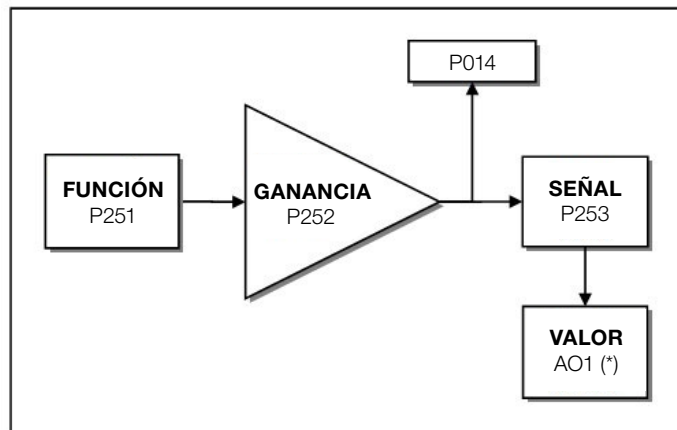 P014
FUNCIÓN
P251
GANANCIA
P252
SEÑAL
P253
VALOR
AO1 (*)